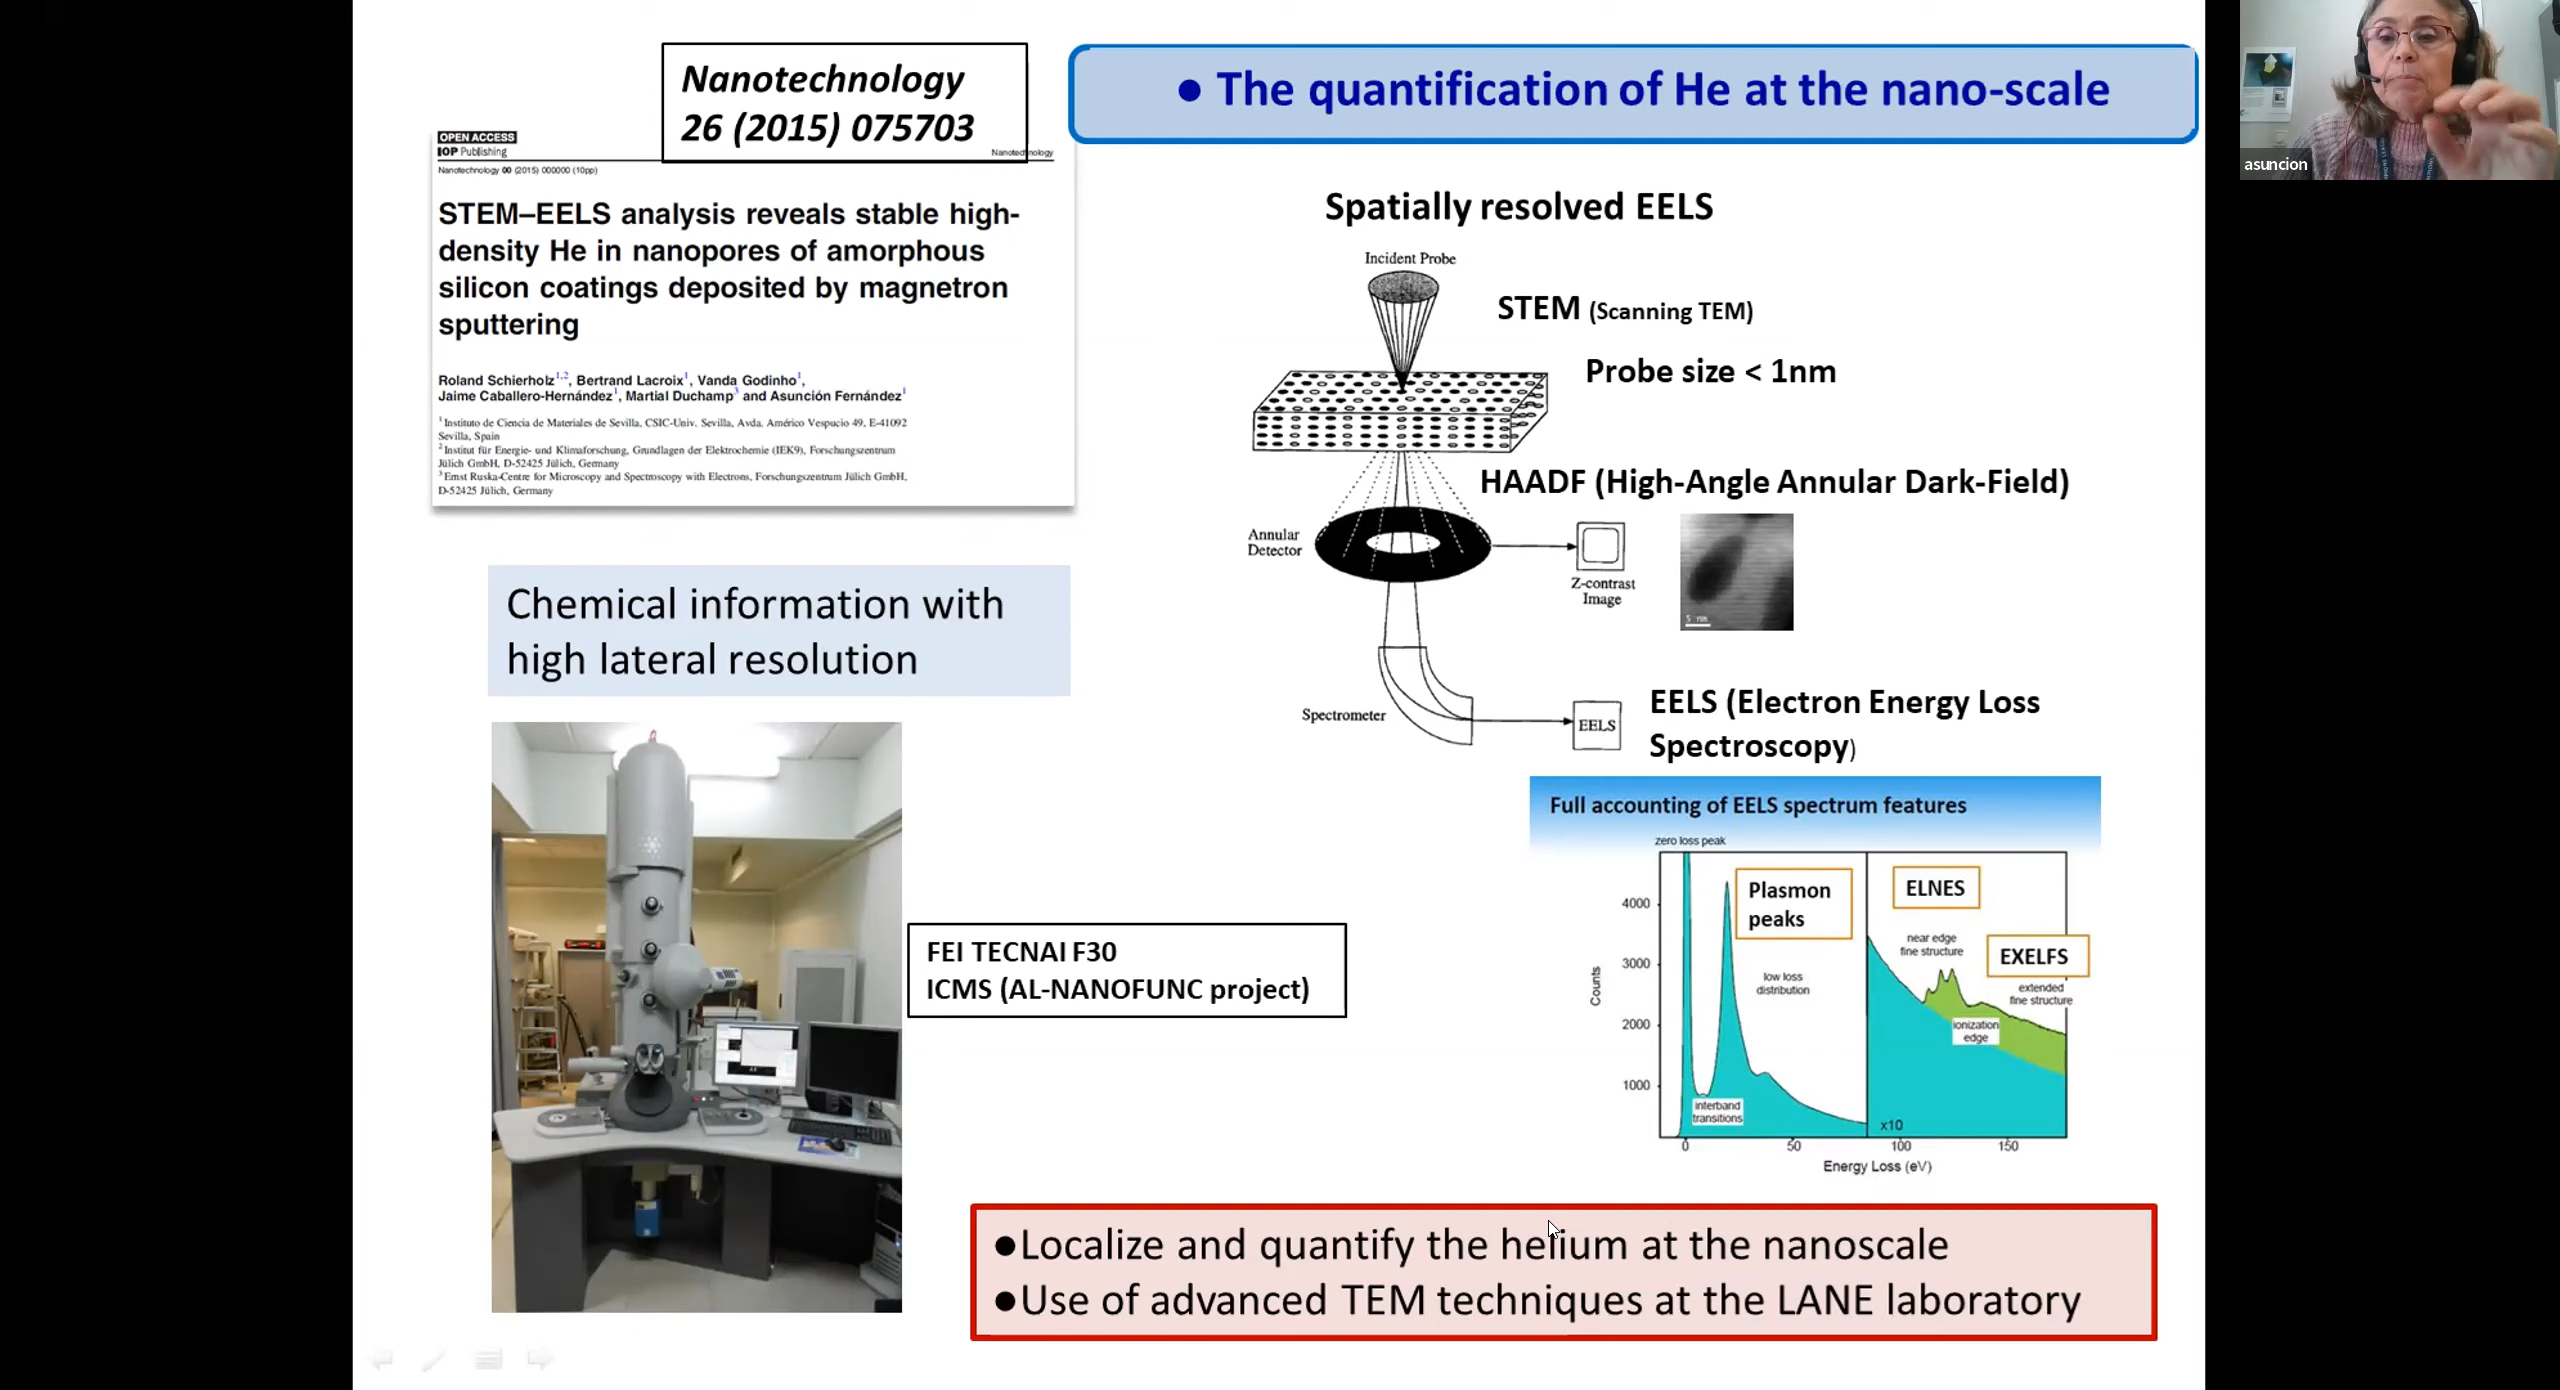 Nanotechnology
26 (2015) 075703
● The quantification of He at the nano-scale
asuncion
OPEN ACCESS
IOP Publishing
Nanotechnology
Nanotechnology 00 (2015) 000000 (10pp)
STEM–EELS analysis reveals stable high-
density He in nanopores of amorphous
silicon coatings deposited by magnetron
sputtering
Roland Schierholz1,2, Bertrand Lacroix1, Vanda Godinho1,
Jaime Caballero-Hernández1, Martial Duchamp3 and Asunción Fernández1
1 Instituto de Ciencia de Materiales de Sevilla, CSIC-Univ. Sevilla, Avda. Américo Vespucio 49, E-41092
Sevilla, Spain
2 Institut für Energie- und Klimaforschung, Grundlagen der Elektrochemie (IEK9), Forschungszentrum
Jülich GmbH, D-52425 Jülich, Germany
3 Ernst Ruska-Centre for Microscopy and Spectroscopy with Electrons, Forschungszentrum Jülich GmbH,
D-52425 Jülich, Germany
Chemical information with
high lateral resolution
FEI TECNAI F30
ICMS (AL-NANOFUNC project)
Spatially resolved EELS
Incident Probe
STEM (Scanning TEM)
Probe size < 1nm
HAADF (High-Angle Annular Dark-Field)
Annular
Detector
Z-contrast
Image
5 nm
Spectrometer
EELS
EELS (Electron Energy Loss
Spectroscopy)
Full accounting of EELS spectrum features
zero loss peak
Plasmon
peaks
ELNES
near edge
fine structure
EXELFS
extended
fine structure
low loss
distribution
ionization
edge
interband
transitions
x10
4000
3000
2000
1000
Counts
0
50
100
150
Energy Loss (eV)
●Localize and quantify the helium at the nanoscale
●Use of advanced TEM techniques at the LANE laboratory